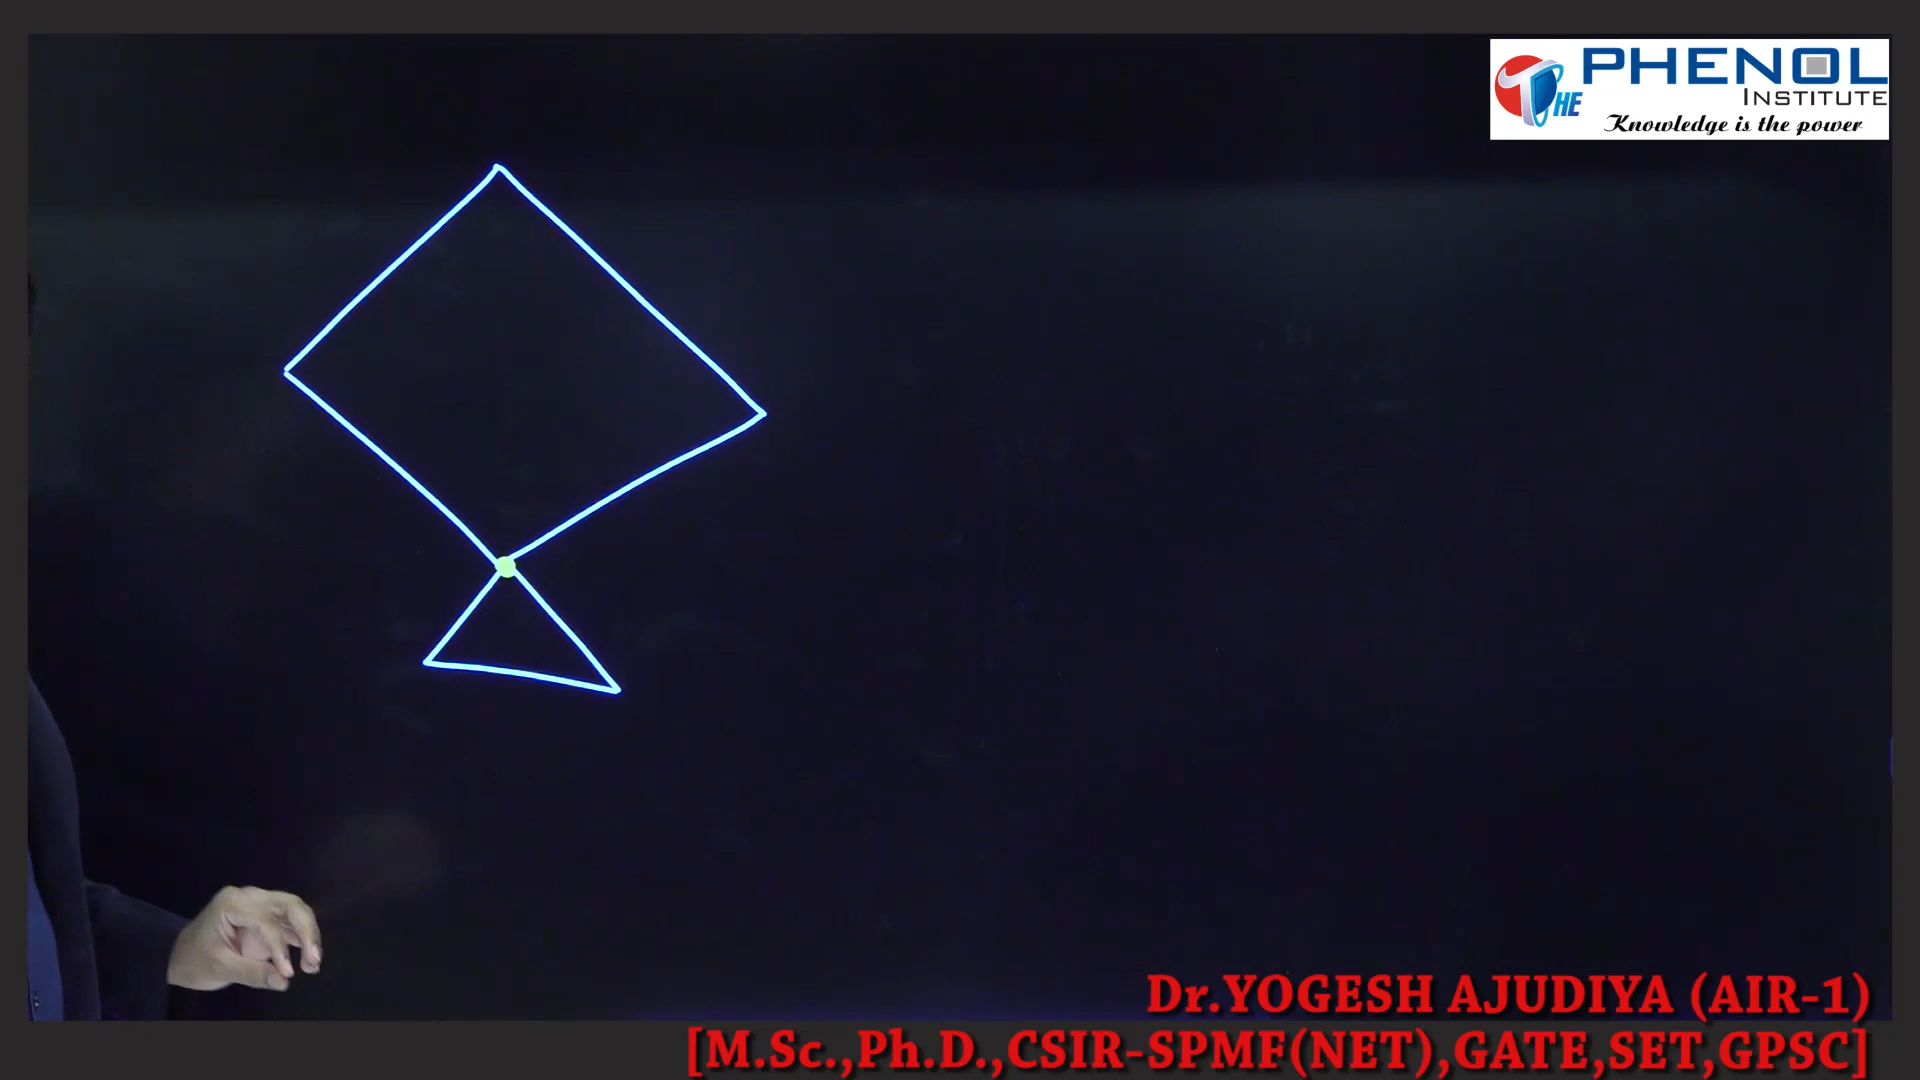 THE PHENOL
INSTITUTE
Knowledge is the power
Dr.YOGESH AJUDIYA (AIR-1)
[M.Sc.,Ph.D.,CSIR-SPMF(NET),GATE,SET,GPSC]